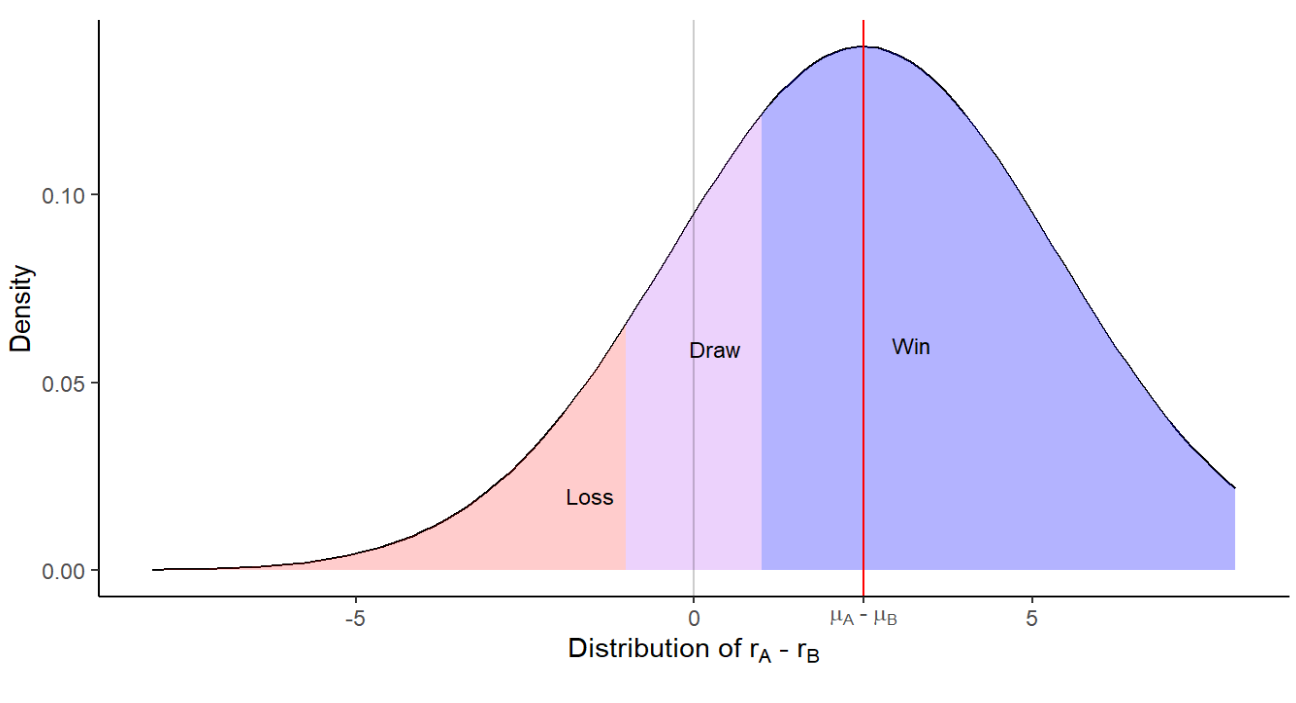 Density
0.10
0.05
0.00
Loss
Draw
Win
-5
0
μA - μB
5
Distribution of rA - rB